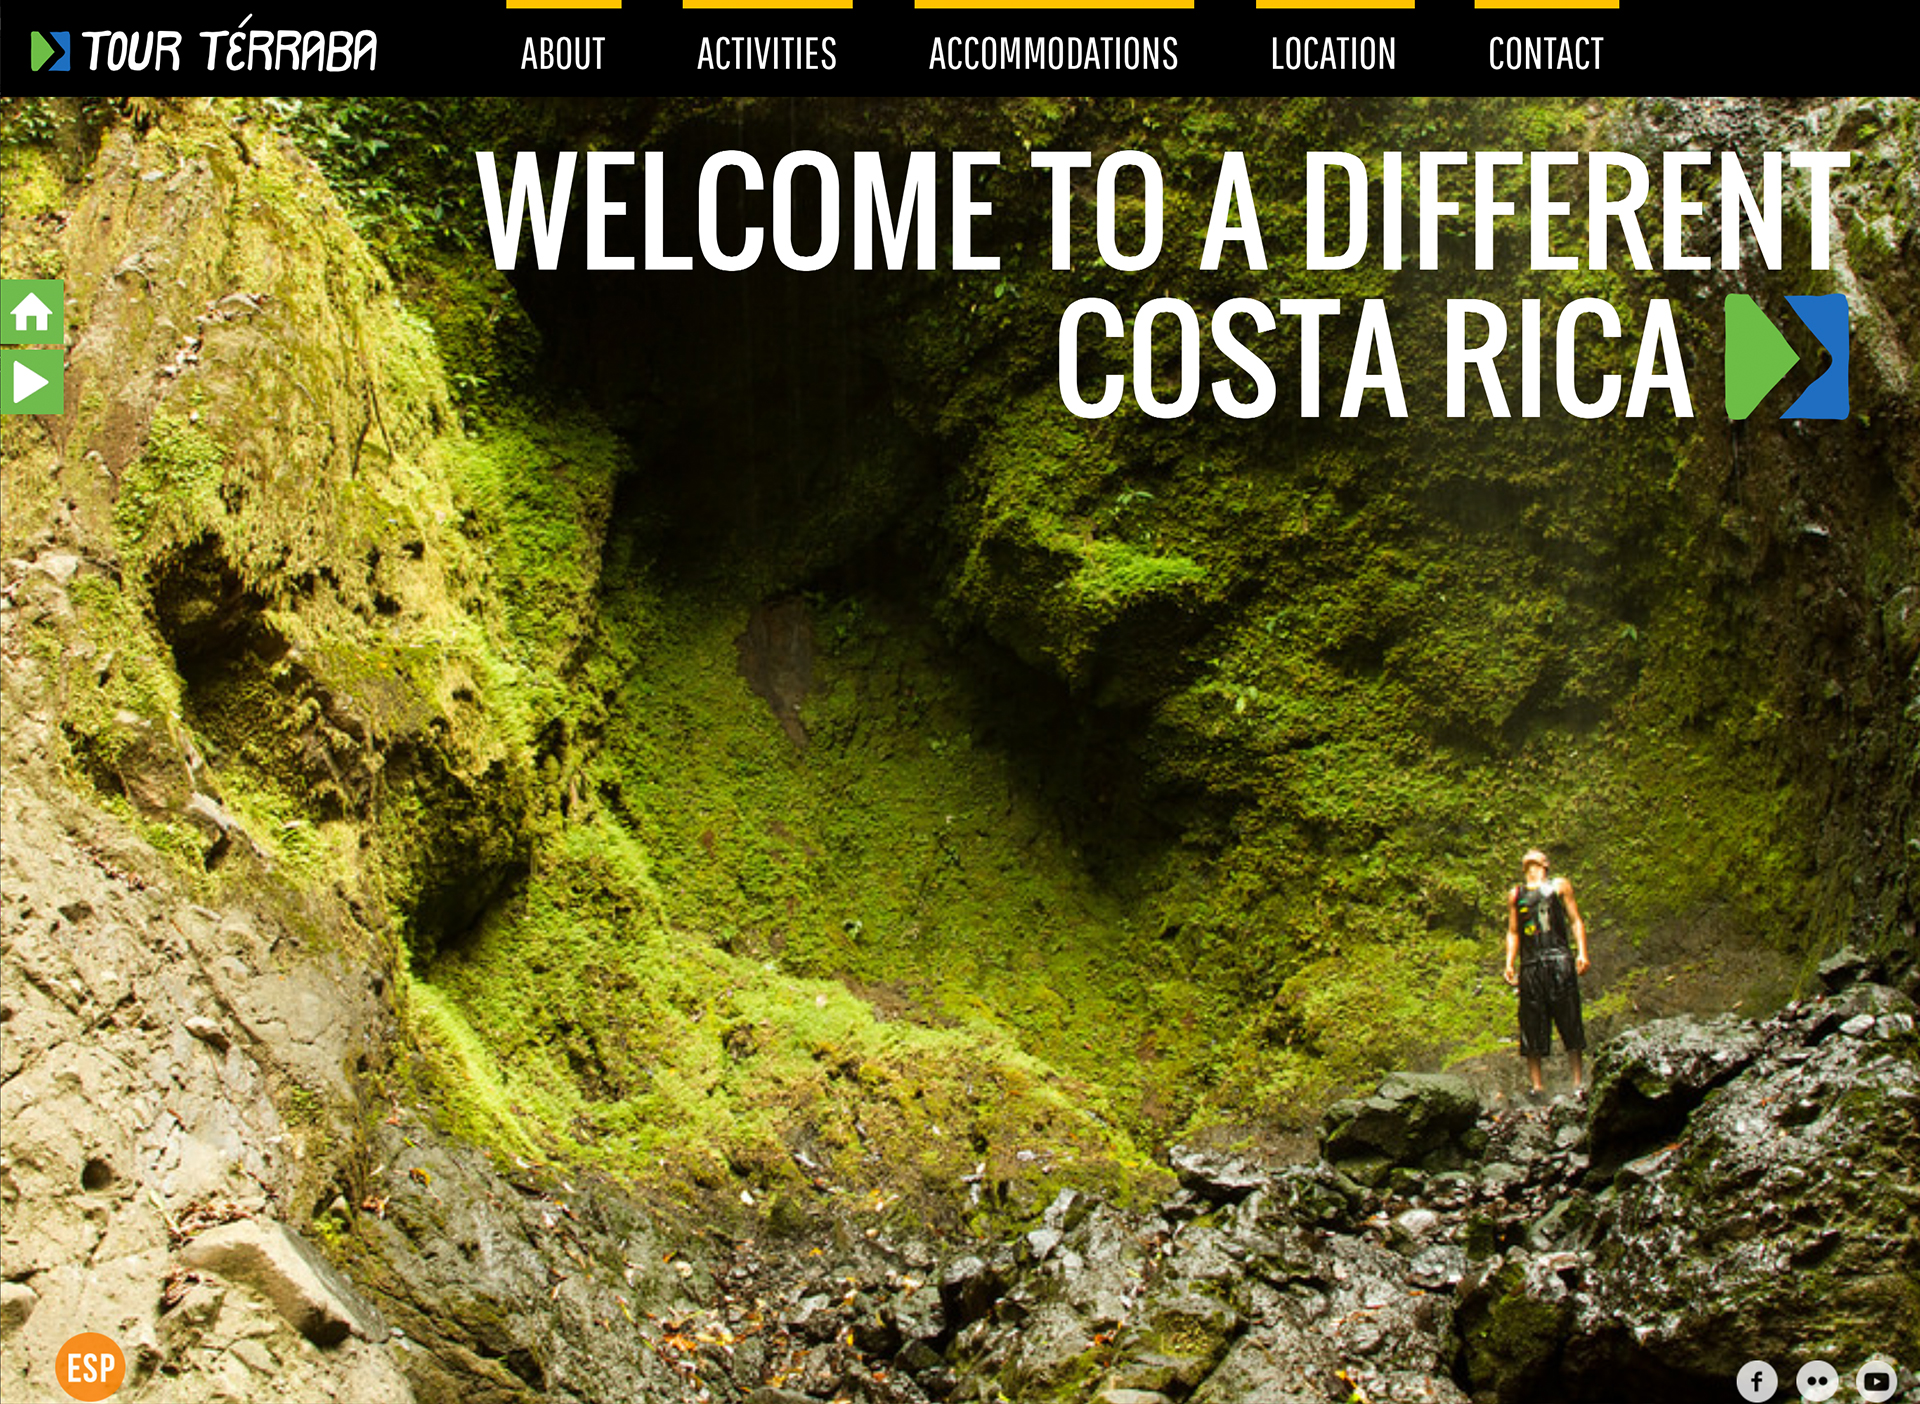 TOUR TÉRRABA
ABOUT
ACTIVITIES
ACCOMMODATIONS
LOCATION
CONTACT
WELCOME TO A DIFFERENT
COSTA RICA
ESP